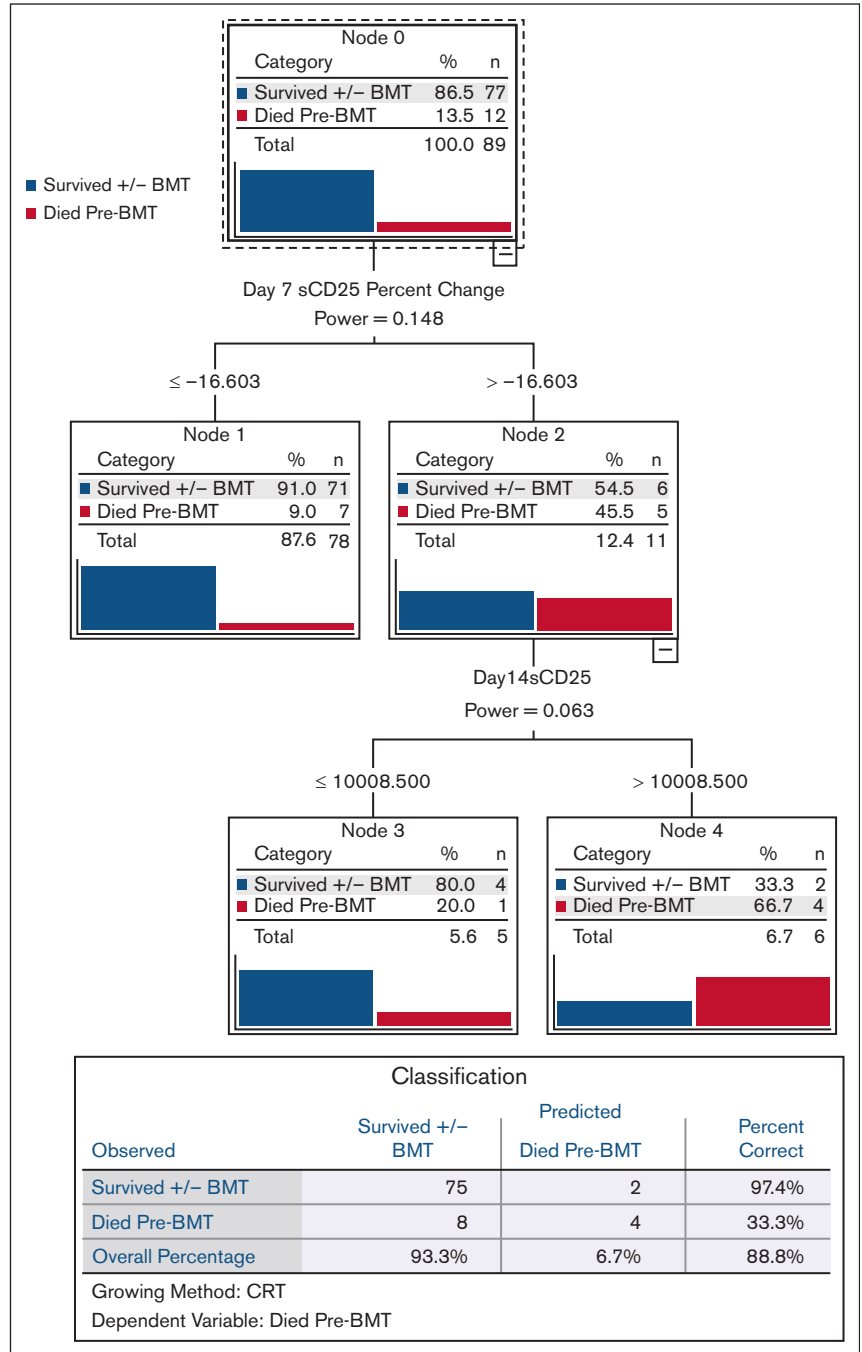 Node 0
Category % n
Survived +/– BMT 86.5 77
Died Pre-BMT 13.5 12
Total 100.0 89
Survived +/– BMT
Died Pre-BMT
Day 7 sCD25 Percent Change
Power = 0.148
≤ –16.603 > –16.603
Node 1
Category % n
Survived +/– BMT 91.0 71
Died Pre-BMT 9.0 7
Total 87.6 78
Node 2
Category % n
Survived +/– BMT 54.5 6
Died Pre-BMT 45.5 5
Total 12.4 11
Day14sCD25
Power = 0.063
≤ 10008.500 > 10008.500
Node 3
Category % n
Survived +/– BMT 80.0 4
Died Pre-BMT 20.0 1
Total 5.6 5
Node 4
Category % n
Survived +/– BMT 33.3 2
Died Pre-BMT 66.7 4
Total 6.7 6
Classification
Predicted
Observed Survived +/– BMT Died Pre-BMT Percent Correct
Survived +/– BMT 75 2 97.4%
Died Pre-BMT 8 4 33.3%
Overall Percentage 93.3% 6.7% 88.8%
Growing Method: CRT
Dependent Variable: Died Pre-BMT